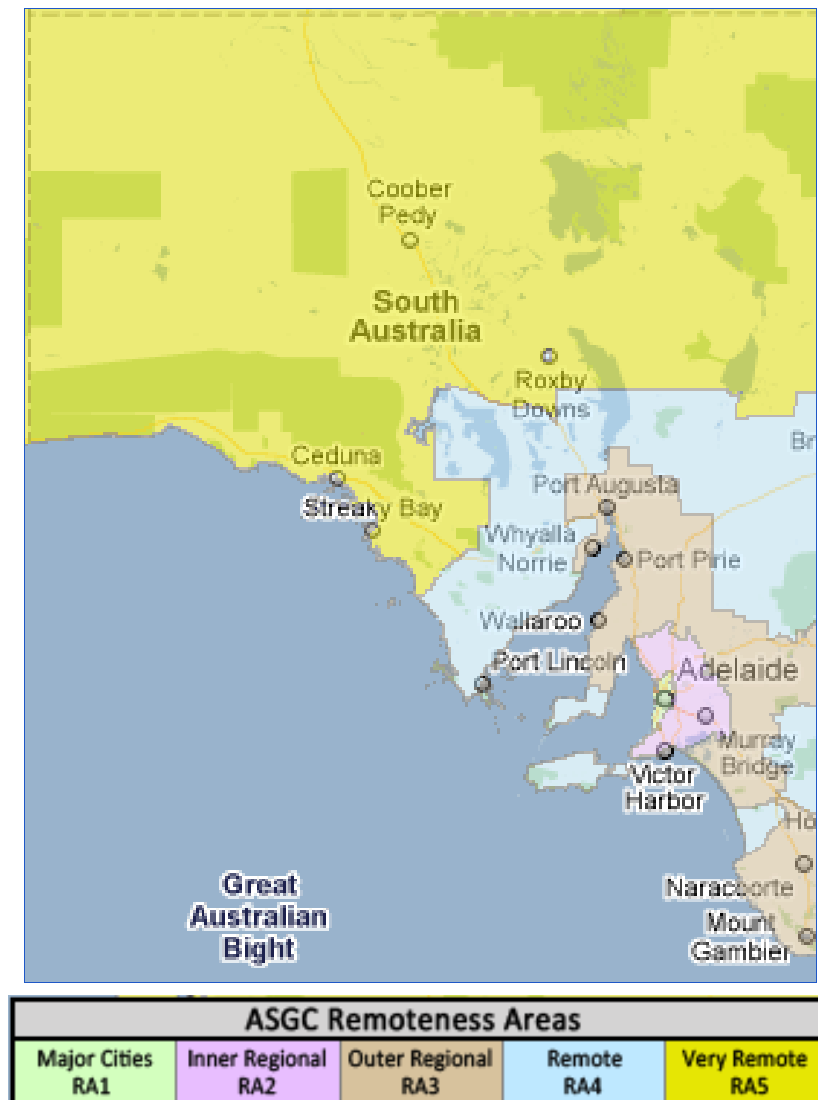 Coober
Pedy
South
Australia
Roxby
Downs
Br
Ceduna
Port Augusta
Streaky Bay
Whyalla
Norrie
Port Pirie
Wallaroo
Port Lincoln
Adelaide
Murray
Bridge
Victor
Harbor
Ho
Naracoorte
Great
Australian
Bight
Mount
Gambier
ASGC Remoteness Areas
Major Cities Inner Regional Outer Regional Remote Very Remote
RA1 RA2 RA3 RA4 RA5